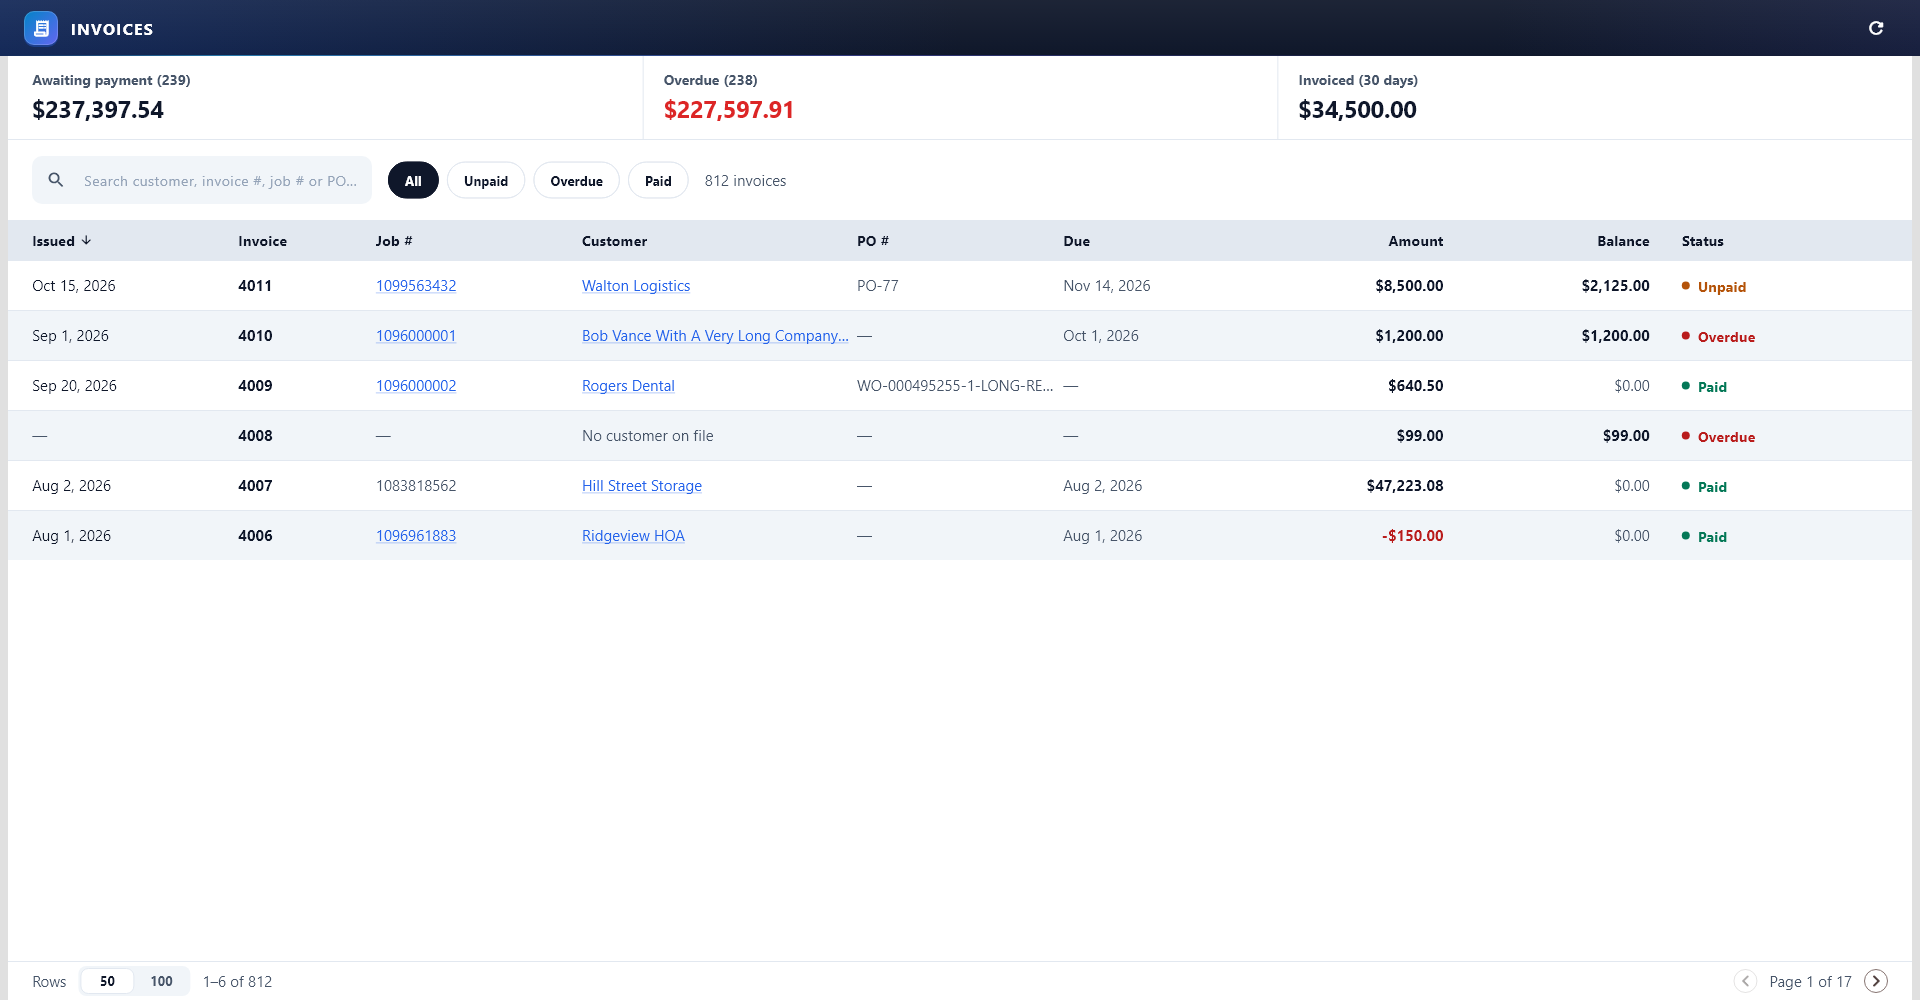 INVOICES
Awaiting payment (239)
$237,397.54
Overdue (238)
$227,597.91
Invoiced (30 days)
$34,500.00
Search customer, invoice #, job # or PO...
All Unpaid Overdue Paid 812 invoices
Issued Invoice Job # Customer PO # Due Amount Balance Status
Oct 15, 2026 4011 1099563432 Walton Logistics PO-77 Nov 14, 2026 $8,500.00 $2,125.00 Unpaid
Sep 1, 2026 4010 1096000001 Bob Vance With A Very Long Company... — Oct 1, 2026 $1,200.00 $1,200.00 Overdue
Sep 20, 2026 4009 1096000002 Rogers Dental WO-000495255-1-LONG-RE... — $640.50 $0.00 Paid
— 4008 — No customer on file — — $99.00 $99.00 Overdue
Aug 2, 2026 4007 1083818562 Hill Street Storage — Aug 2, 2026 $47,223.08 $0.00 Paid
Aug 1, 2026 4006 1096961883 Ridgeview HOA — Aug 1, 2026 -$150.00 $0.00 Paid
Rows 50 100 1–6 of 812 Page 1 of 17